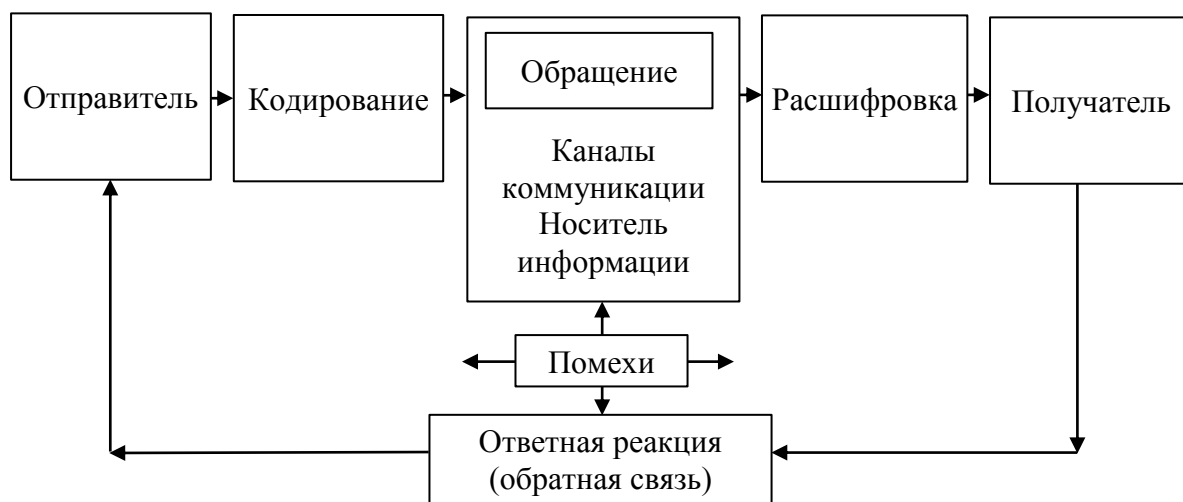 Отправитель
Кодирование
Обращение
Каналы
коммуникации
Носитель
информации
Расшифровка
Получатель
Помехи
Ответная реакция
(обратная связь)